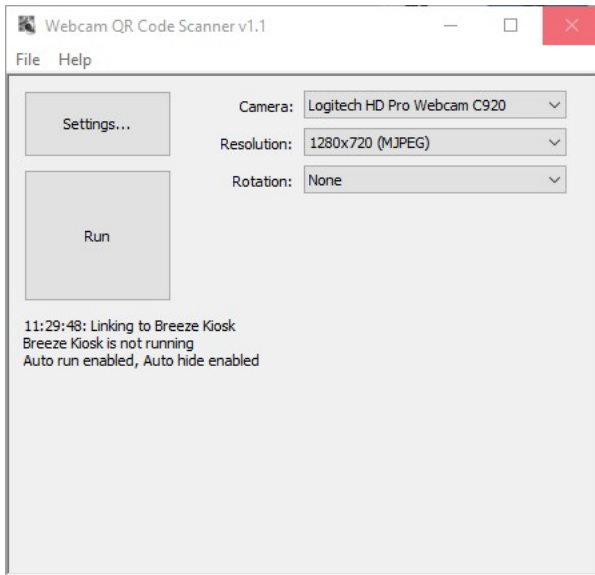 Webcam QR Code Scanner v1.1
File Help
Settings...
Camera: Logitech HD Pro Webcam C920
Resolution: 1280x720 (MJPEG)
Rotation: None
Run
11:29:48: Linking to Breeze Kiosk
Breeze Kiosk is not running
Auto run enabled, Auto hide enabled